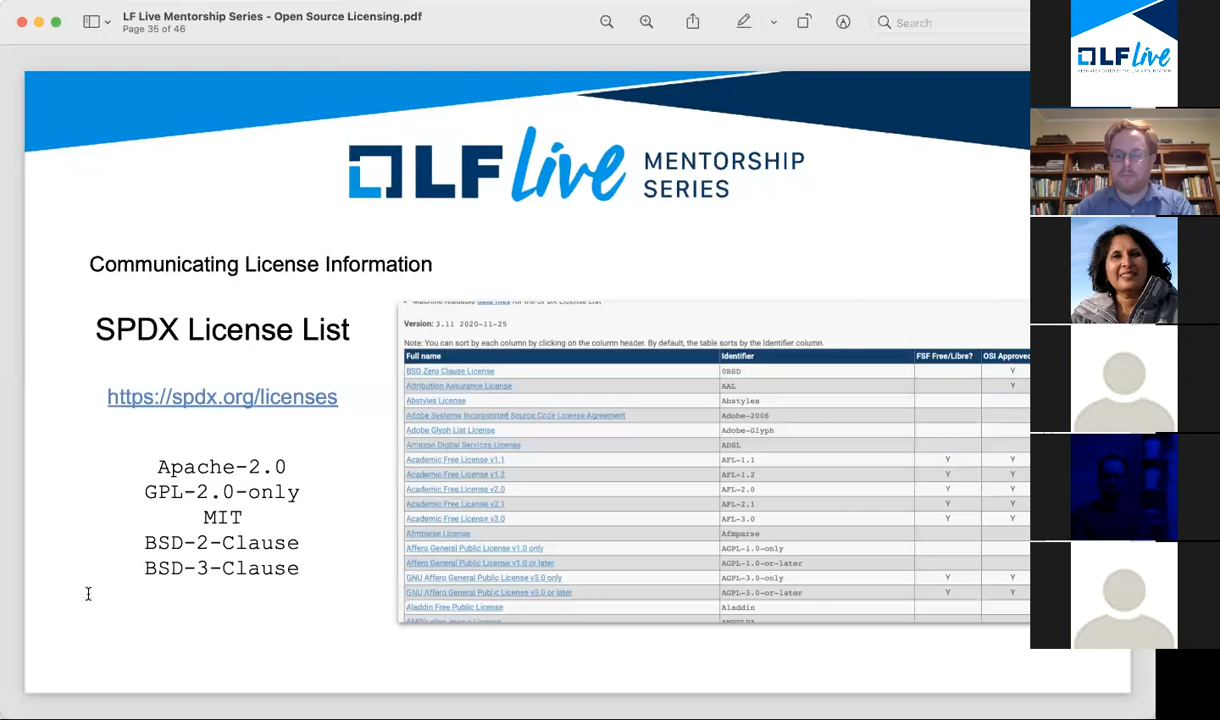 LF Live Mentorship Series - Open Source Licensing.pdf
Page 35 of 46
Search
LF Live
LF Live MENTORSHIP
SERIES
Communicating License Information
SPDX License List
https://spdx.org/licenses
Apache-2.0
GPL-2.0-only
MIT
BSD-2-Clause
BSD-3-Clause
Machine readable data files for the SPDX License List
Version: 3.11 2020-11-25
Note: You can sort by each column by clicking on the column header. By default, the table sorts by the Identifier column.
Full name Identifier FSF Free/Libre? OSI Approved
BSD Zero Clause License 0BSD Y
Attribution Assurance License AAL Y
Abstyles License Abstyles
Adobe Systems Incorporated Source Code License Agreement Adobe-2006
Adobe Glyph List License Adobe-Glyph
Amazon Digital Services License ADSL
Academic Free License v1.1 AFL-1.1 Y Y
Academic Free License v1.2 AFL-1.2 Y Y
Academic Free License v2.0 AFL-2.0 Y Y
Academic Free License v2.1 AFL-2.1 Y Y
Academic Free License v3.0 AFL-3.0 Y Y
Afmparse License Afmparse
Affero General Public License v1.0 only AGPL-1.0-only
Affero General Public License v1.0 or later AGPL-1.0-or-later
GNU Affero General Public License v3.0 only AGPL-3.0-only Y Y
GNU Affero General Public License v3.0 or later AGPL-3.0-or-later Y Y
Aladdin Free Public License Aladdin